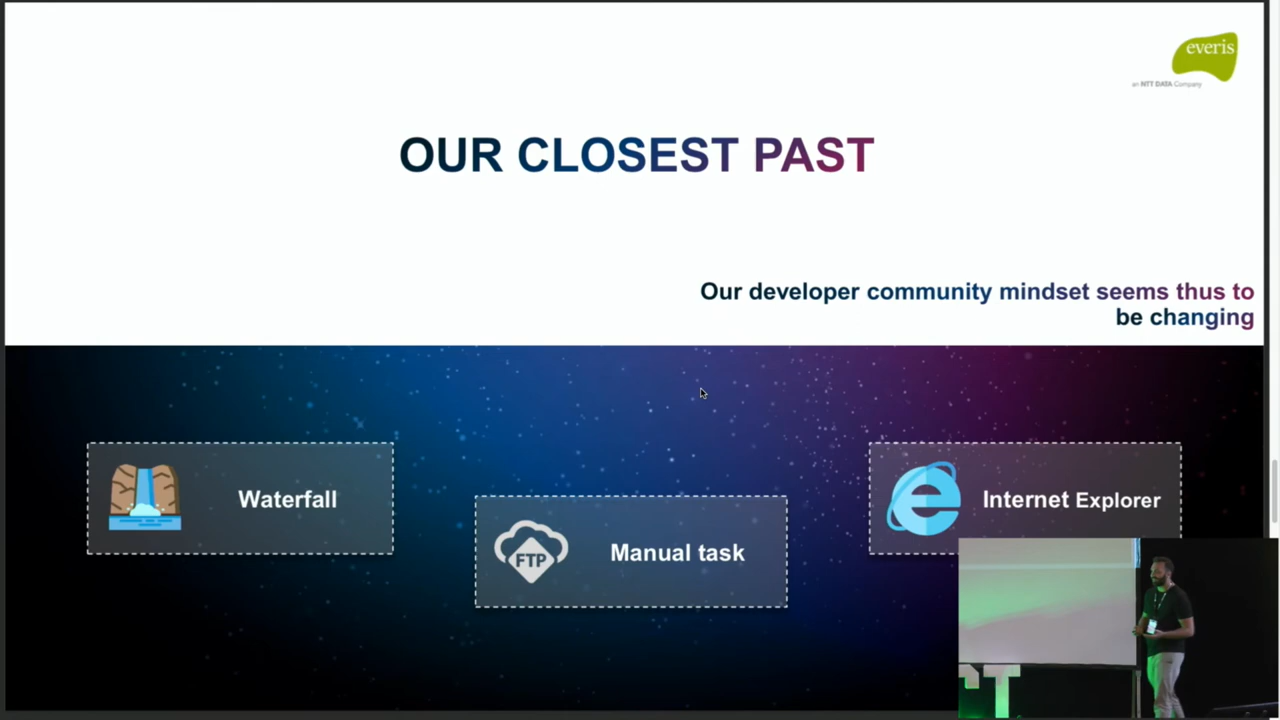 everis
an NTT DATA Company
OUR CLOSEST PAST
Our developer community mindset seems thus to
be changing
Waterfall
FTP
Manual task
Internet Explorer